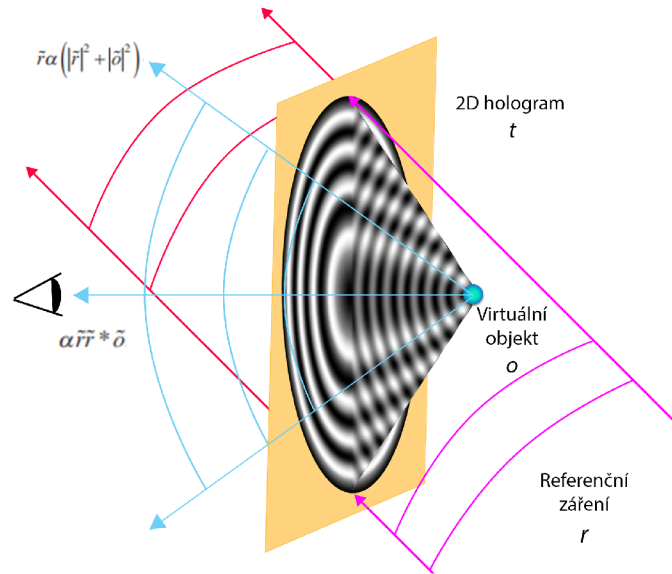 r̃α(|r̃|²+|õ|²)
2D hologram
t
αr̃r̃*õ
Virtuální
objekt
o
Referenční
záření
r